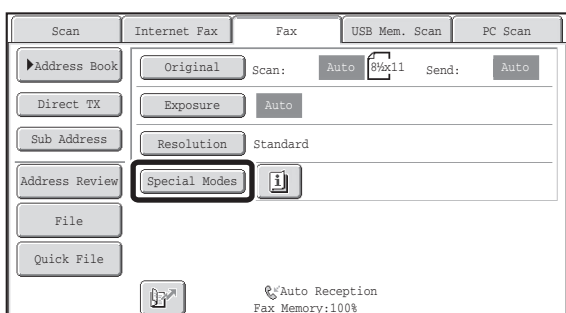 Scan Internet Fax Fax USB Mem. Scan PC Scan
Address Book Original Scan: Auto 8½x11 Send: Auto
Direct TX Exposure Auto
Sub Address Resolution Standard
Address Review Special Modes
File
Quick File
Auto Reception
Fax Memory:100%